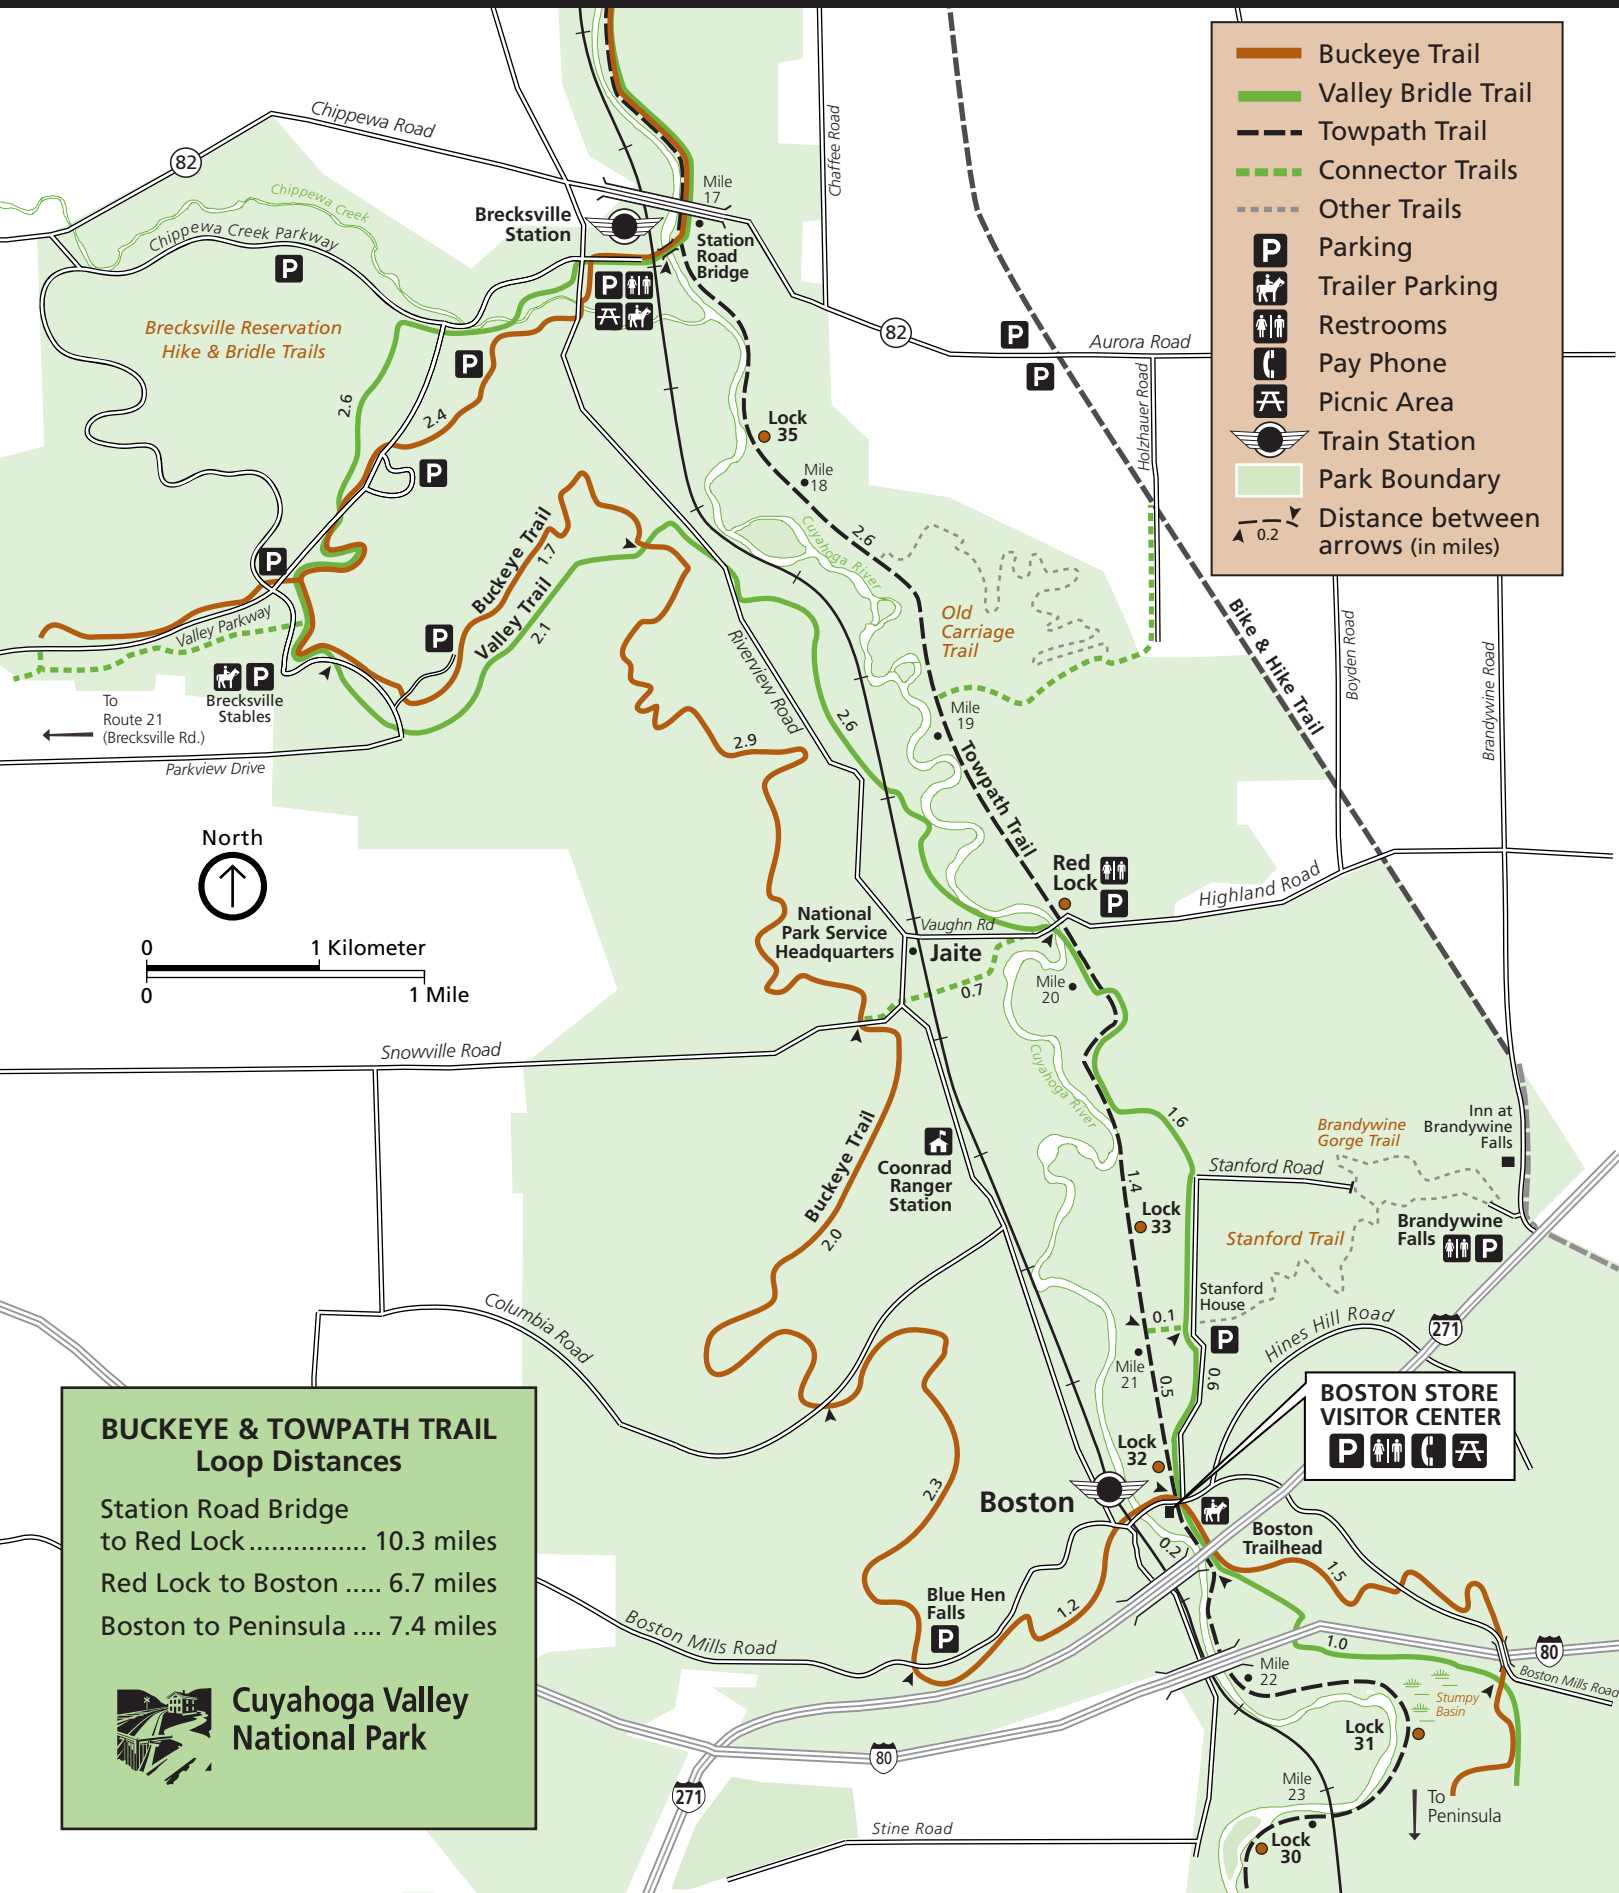 Buckeye Trail
Valley Bridle Trail
Towpath Trail
Connector Trails
Other Trails
P
Parking
Trailer Parking
Restrooms
Pay Phone
Picnic Area
Train Station
Park Boundary
Distance between
arrows (in miles)
0.2
Chippewa Road
82
Chippewa Creek
Chippewa Creek Parkway
P
Brecksville
Station
Mile
17
Station
Road
Bridge
P
Chaffee Road
82
P
P
Aurora Road
Holzhauer Road
Brecksville Reservation
Hike & Bridle Trails
P
2.6
2.4
P
Lock
35
Mile
18
2.6
Cuyahoga River
Old
Carriage
Trail
Bike & Hike Trail
Boyden Road
Brandywine Road
P
Buckeye Trail
1.7
Valley Trail
2.1
Valley Parkway
P
P
Brecksville
Stables
To
Route 21
(Brecksville Rd.)
Parkview Drive
Riverview Road
2.6
2.9
Mile
19
Towpath Trail
North
0
1 Kilometer
0
1 Mile
Red
Lock
P
Highland Road
Vaughn Rd
National
Park Service
Headquarters
Jaite
0.7
Mile
20
Snowville Road
Cuyahoga River
1.6
Buckeye Trail
2.0
Coonrad
Ranger
Station
1.4
Lock
33
Stanford Road
Brandywine
Gorge Trail
Inn at
Brandywine
Falls
Stanford Trail
Brandywine
Falls
P
Stanford
House
P
0.1
Hines Hill Road
271
Columbia Road
Mile
21
0.5
0.6
BOSTON STORE
VISITOR CENTER
P
Lock
32
Boston
2.3
Boston
Trailhead
0.2
1.5
Blue Hen
Falls
P
1.2
Boston Mills Road
1.0
80
Boston Mills Road
Mile
22
Stumpy
Basin
Lock
31
80
271
Mile
23
To
Peninsula
Stine Road
Lock
30
BUCKEYE & TOWPATH TRAIL
Loop Distances
Station Road Bridge
to Red Lock ................ 10.3 miles
Red Lock to Boston ..... 6.7 miles
Boston to Peninsula .... 7.4 miles
Cuyahoga Valley
National Park